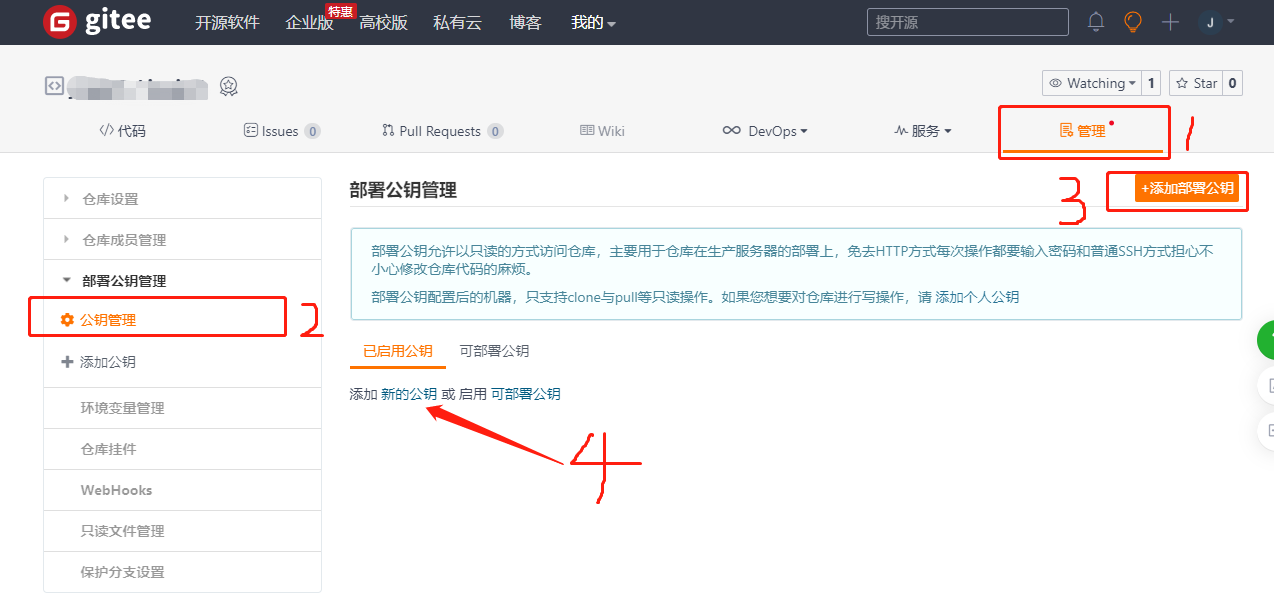 gitee 开源软件 企业版 特惠 高校版 私有云 博客 我的 搜开源 J
Watching 1 Star 0
代码 Issues 0 Pull Requests 0 Wiki DevOps 服务 管理 1
仓库设置
仓库成员管理
部署公钥管理
公钥管理 2
添加公钥
环境变量管理
仓库挂件
WebHooks
只读文件管理
保护分支设置
部署公钥管理 3 +添加部署公钥
部署公钥允许以只读的方式访问仓库，主要用于仓库在生产服务器的部署上，免去HTTP方式每次操作都要输入密码和普通SSH方式担心不
小心修改仓库代码的麻烦。
部署公钥配置后的机器，只支持clone与pull等只读操作。如果您想要对仓库进行写操作，请 添加个人公钥
已启用公钥 可部署公钥
添加 新的公钥 或 启用 可部署公钥
4